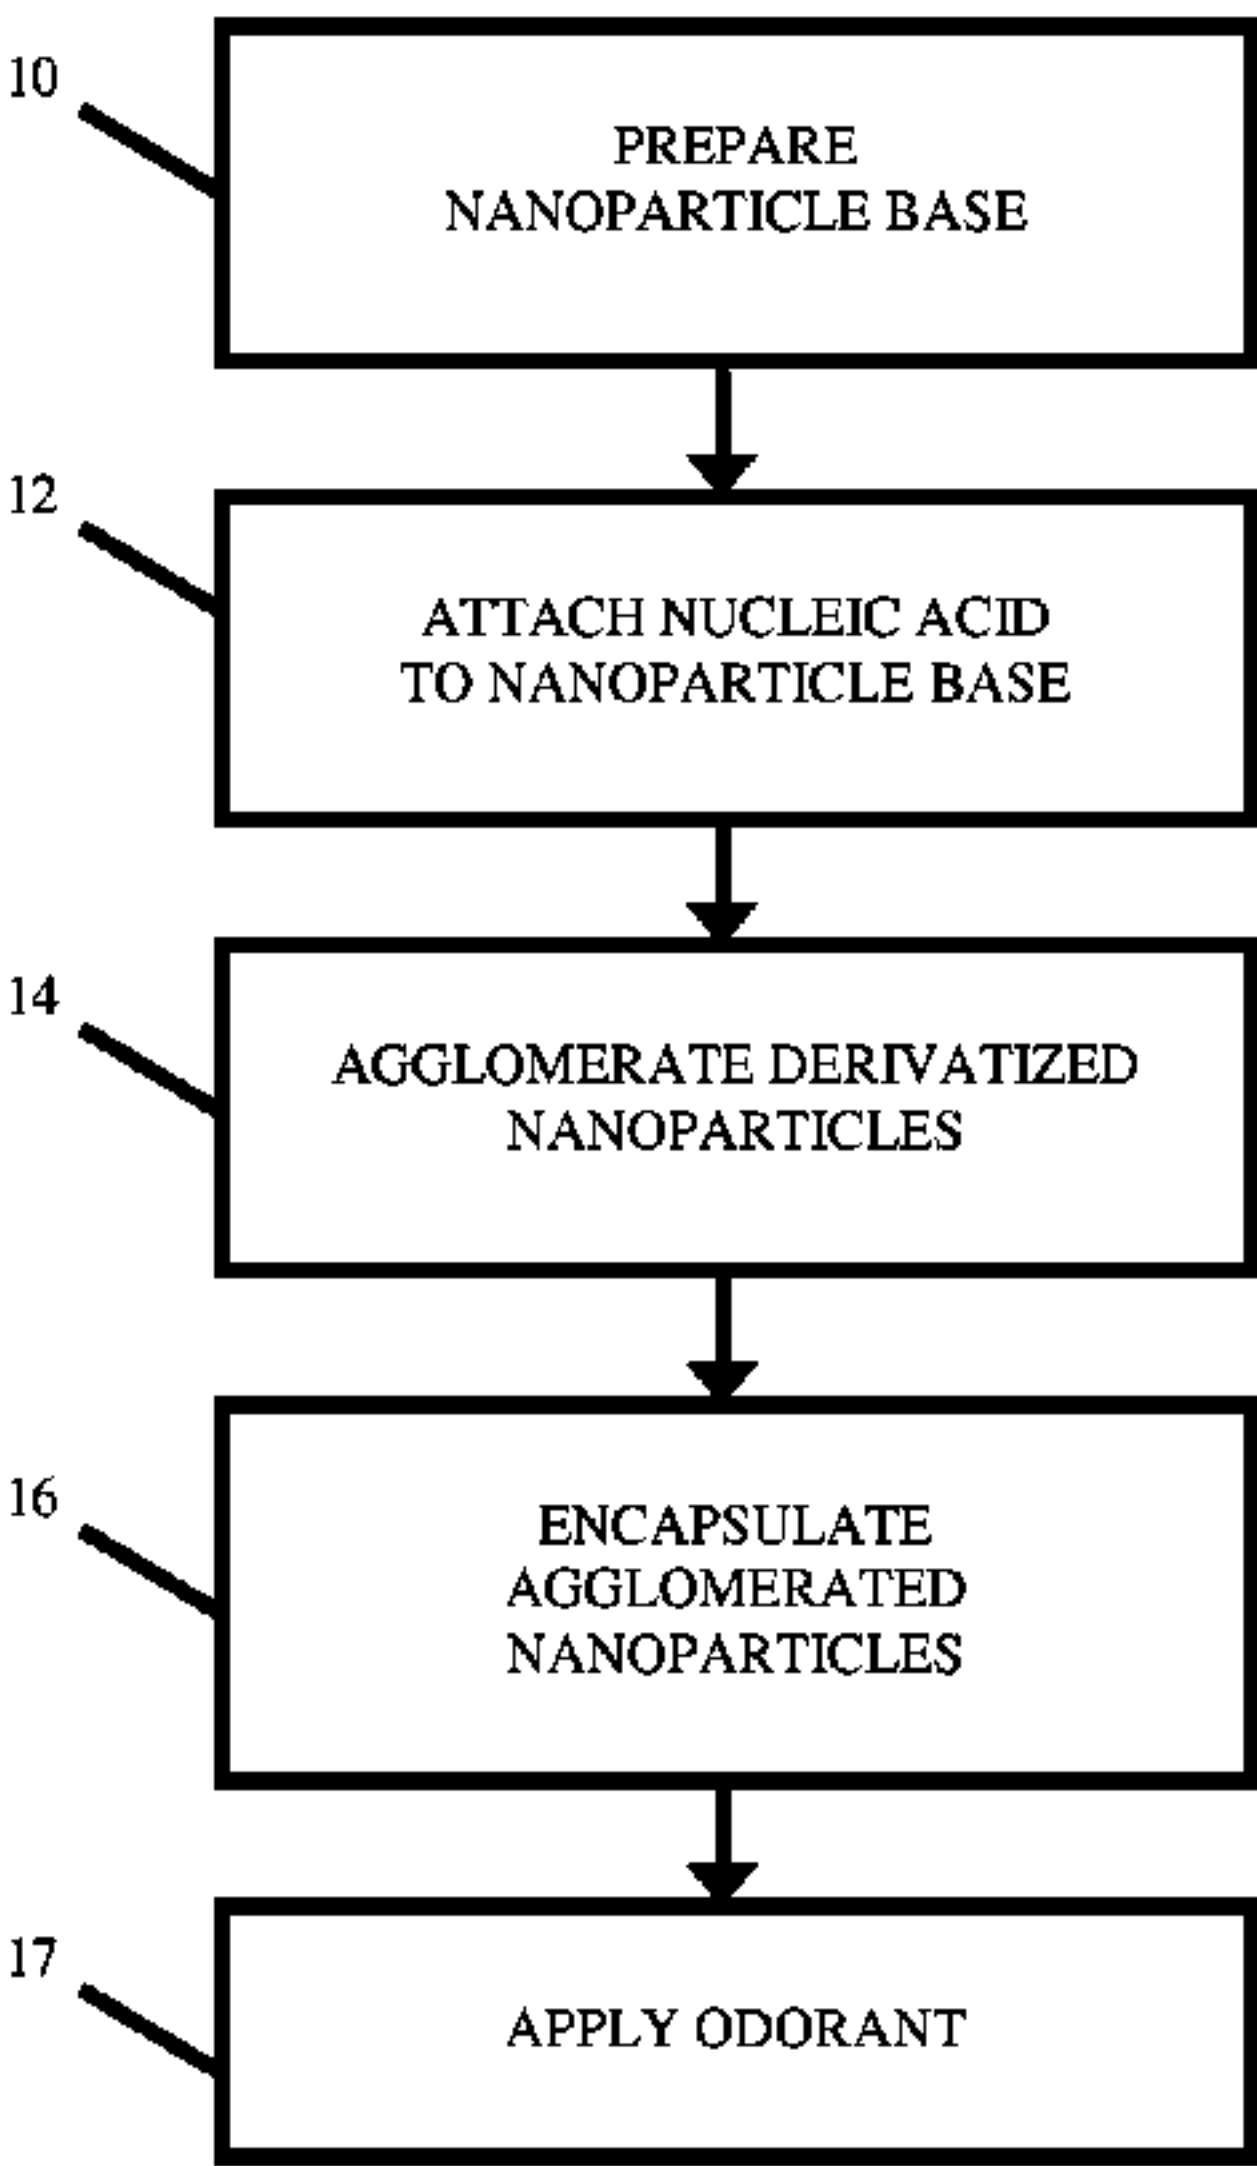 10
PREPARE
NANOPARTICLE BASE
12
ATTACH NUCLEIC ACID
TO NANOPARTICLE BASE
14
AGGLOMERATE DERIVATIZED
NANOPARTICLES
16
ENCAPSULATE
AGGLOMERATED
NANOPARTICLES
17
APPLY ODORANT